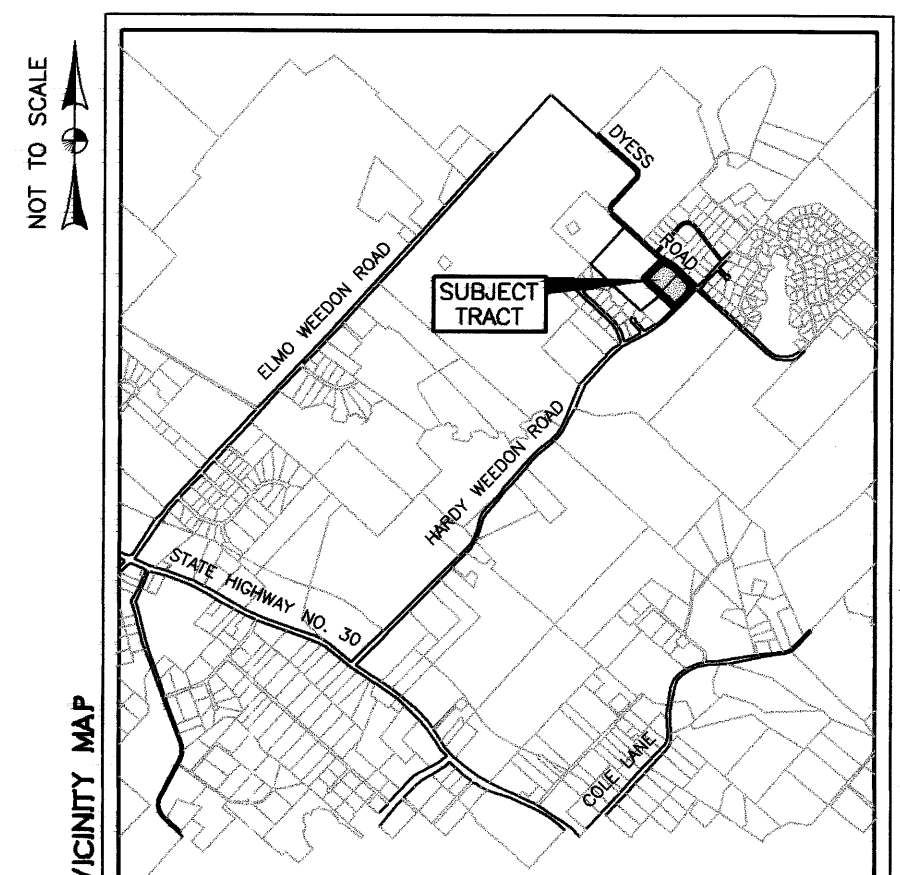 NOT TO SCALE
DYESS
ROAD
SUBJECT
TRACT
ELMO WEEDON ROAD
HARDY WEEDON ROAD
STATE HIGHWAY NO. 30
COLE LANE
VICINITY MAP